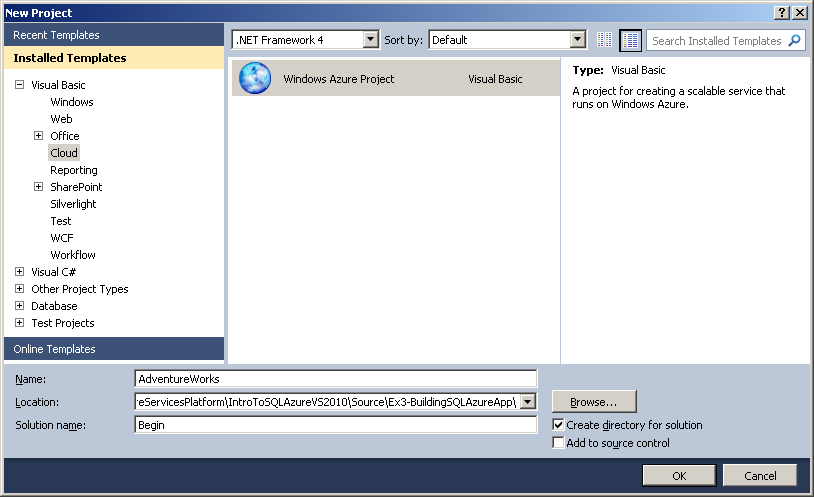 New Project
Recent Templates
Installed Templates
Visual Basic
Windows
Web
Office
Cloud
Reporting
SharePoint
Silverlight
Test
WCF
Workflow
Visual C#
Other Project Types
Database
Test Projects
Online Templates
.NET Framework 4 Sort by: Default Search Installed Templates
Windows Azure Project Visual Basic
Type: Visual Basic
A project for creating a scalable service that
runs on Windows Azure.
Name: AdventureWorks
Location: eServicesPlatform\IntroToSQLAzureVS2010\Source\Ex3-BuildingSQLAzureApp\ Browse...
Solution name: Begin
Create directory for solution
Add to source control
OK Cancel